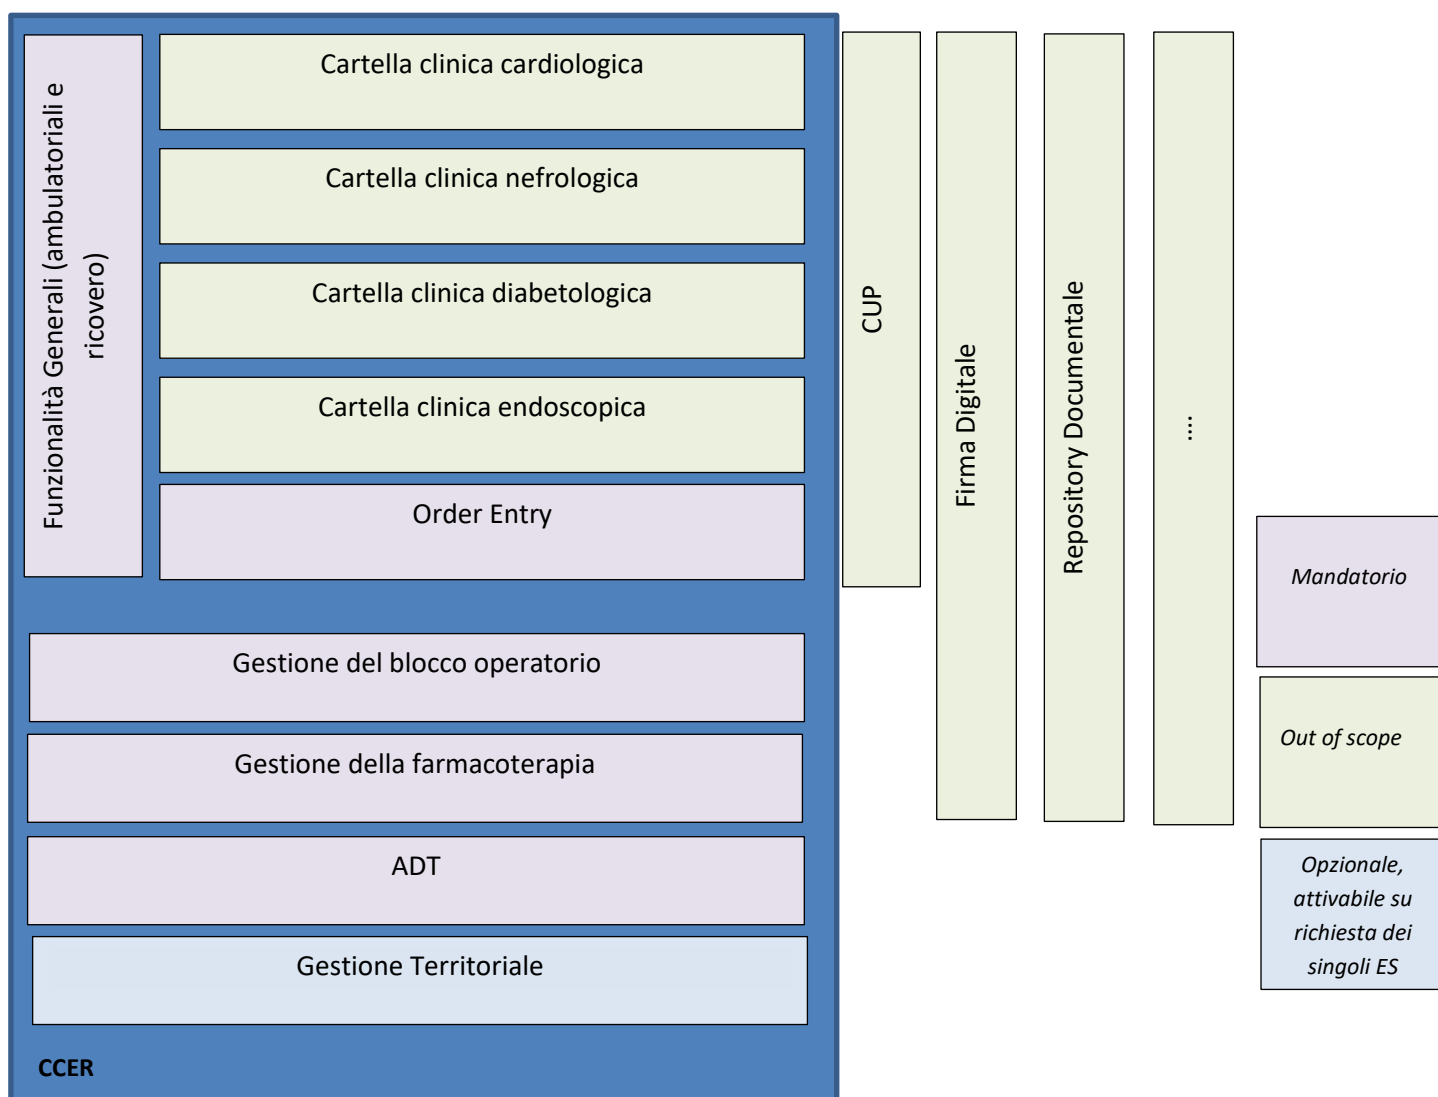 Funzionalità Generali (ambulatoriali e
ricovero)
Cartella clinica cardiologica
Cartella clinica nefrologica
Cartella clinica diabetologica
Cartella clinica endoscopica
Order Entry
Gestione del blocco operatorio
Gestione della farmacoterapia
ADT
Gestione Territoriale
CCER
CUP
Firma Digitale
Repository Documentale
....
Mandatorio
Out of scope
Opzionale,
attivabile su
richiesta dei
singoli ES